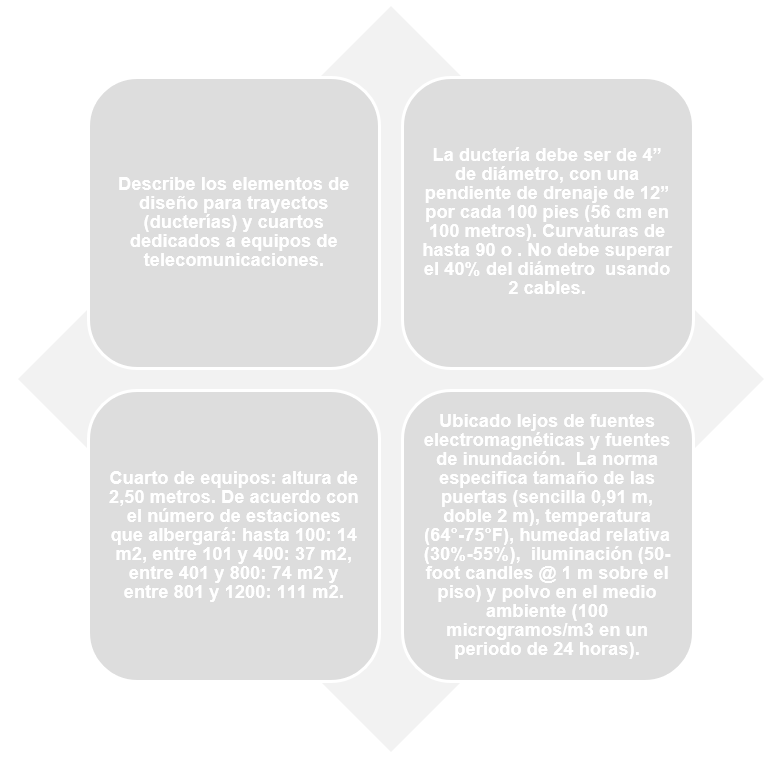 Describe los elementos de
diseño para trayectos
(ducterías) y cuartos
dedicados a equipos de
telecomunicaciones.
La ductería debe ser de 4”
de diámetro, con una
pendiente de drenaje de 12”
por cada 100 pies (56 cm en
100 metros). Curvaturas de
hasta 90 o . No debe superar
el 40% del diámetro  usando
2 cables.
Cuarto de equipos: altura de
2,50 metros. De acuerdo con
el número de estaciones
que albergará: hasta 100: 14
m2, entre 101 y 400: 37 m2,
entre 401 y 800: 74 m2 y
entre 801 y 1200: 111 m2.
Ubicado lejos de fuentes
electromagnéticas y fuentes
de inundación.  La norma
especifica tamaño de las
puertas (sencilla 0,91 m,
doble 2 m), temperatura
(64°-75°F), humedad relativa
(30%-55%),  iluminación (50-
foot candles @ 1 m sobre el
piso) y polvo en el medio
ambiente (100
microgramos/m3 en un
periodo de 24 horas).